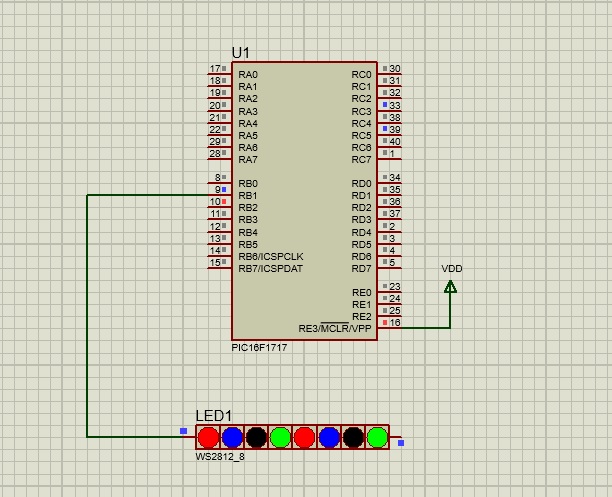 U1
17 RA0 RC0 30
18 RA1 RC1 31
19 RA2 RC2 32
20 RA3 RC3 33
21 RA4 RC4 38
22 RA5 RC5 39
29 RA6 RC6 40
28 RA7 RC7 1
8 RB0 RD0 34
9 RB1 RD1 35
10 RB2 RD2 36
11 RB3 RD3 37
12 RB4 RD4 2
13 RB5 RD5 3
14 RB6/ICSPCLK RD6 4
15 RB7/ICSPDAT RD7 5
VDD
RE0 23
RE1 24
RE2 25
RE3/MCLR/VPP 16
PIC16F1717
LED1
WS2812_8